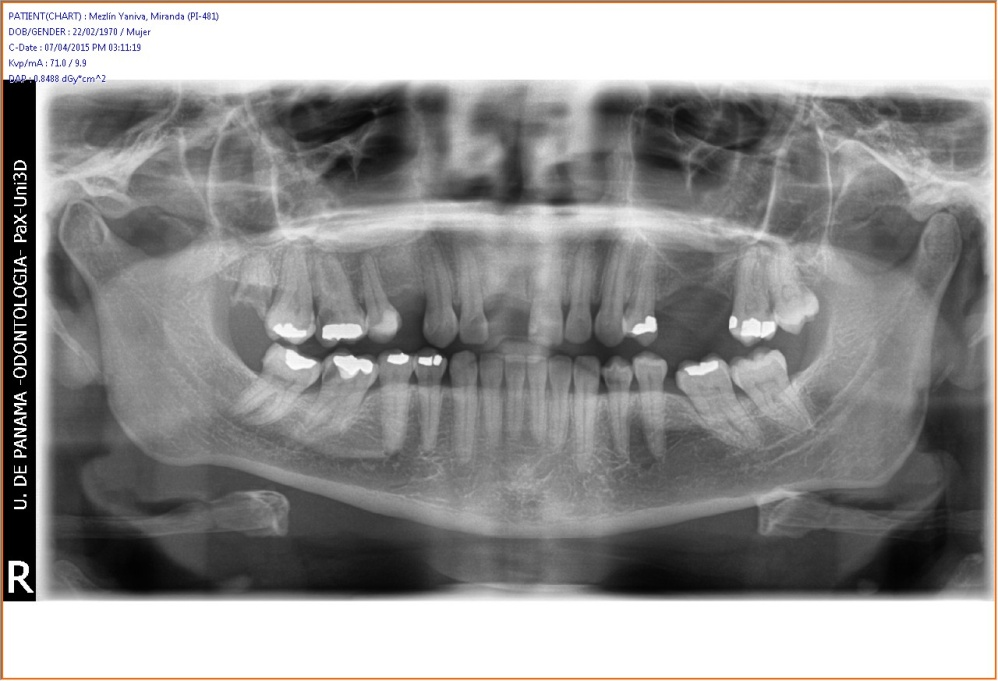 PATIENT(CHART) : Mezlín Yaniva, Miranda (PI-481)
DOB/GENDER : 22/02/1970 / Mujer
C-Date : 07/04/2015 PM 03:11:19
Kvp/mA : 71.0 / 9.9
DAP : 0.8488 dGy*cm^2
U. DE PANAMA -ODONTOLOGIA- PaX-Uni3D
R